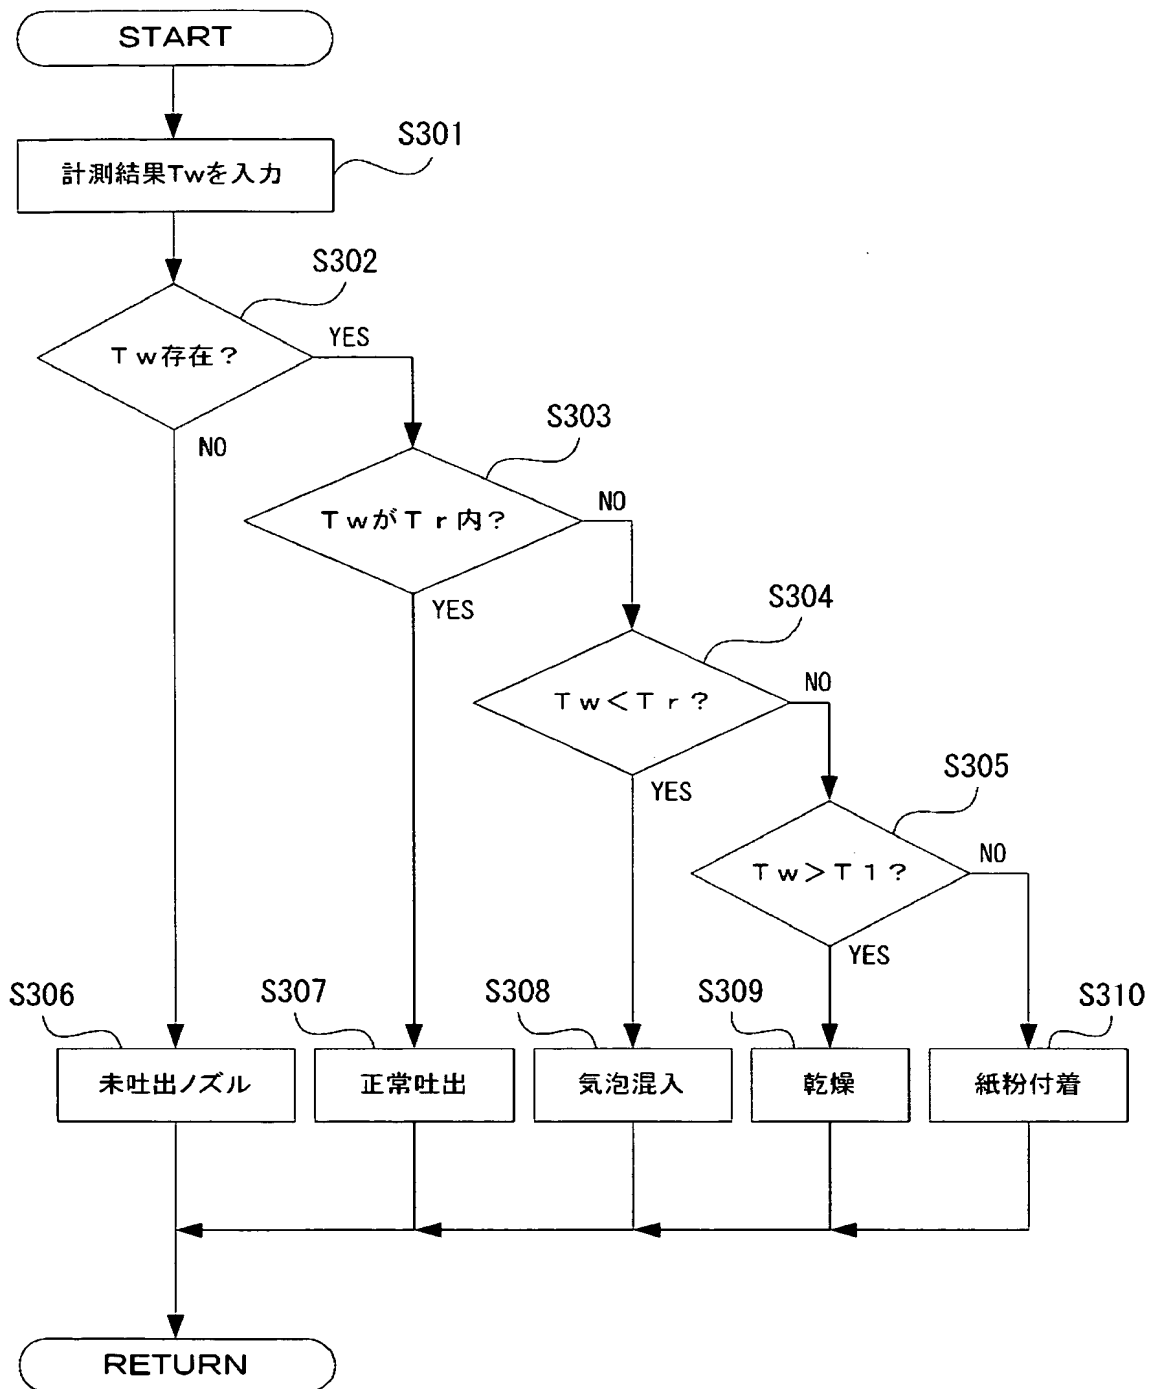 START
S301
計測結果Twを入力
S302
Tw存在?
YES
NO
S303
TwがTr内?
NO
YES
S304
Tw<Tr?
NO
YES
S305
Tw>T1?
NO
YES
S306
S307
S308
S309
S310
未吐出ノズル
正常吐出
気泡混入
乾燥
紙粉付着
RETURN